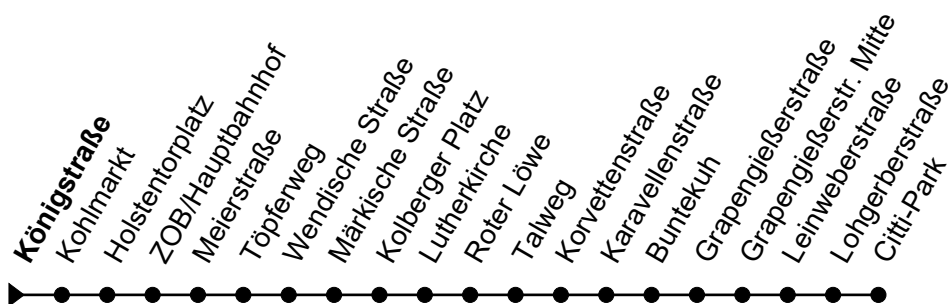 Königstraße
Kohlmarkt
Holstentorplatz
ZOB/Hauptbahnhof
Meierstraße
Töpferweg
Wendische Straße
Märkische Straße
Kolberger Platz
Lutherkirche
Roter Löwe
Talweg
Korvettenstraße
Karavellenstraße
Buntekuh
Grapengießerstraße
Grapengießerstr. Mitte
Leinweberstraße
Lohgerberstraße
Citti-Park